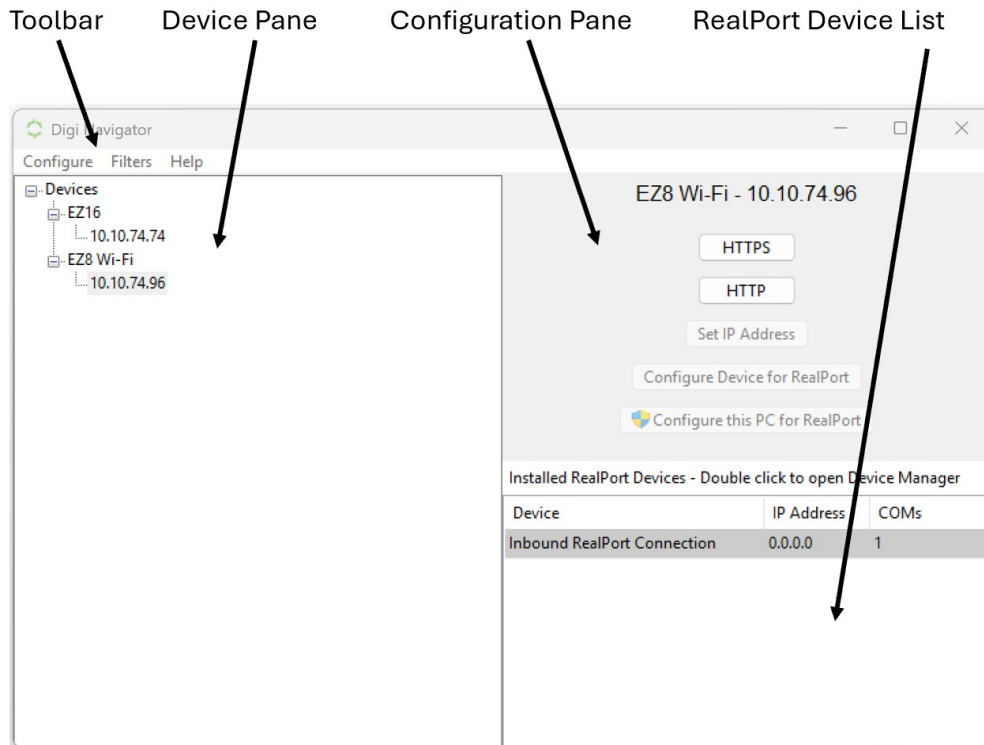 Toolbar Device Pane Configuration Pane RealPort Device List
Digi Navigator
Configure Filters Help
Devices
EZ16
10.10.74.74
EZ8 Wi-Fi
10.10.74.96
EZ8 Wi-Fi - 10.10.74.96
HTTPS
HTTP
Set IP Address
Configure Device for RealPort
Configure this PC for RealPort
Installed RealPort Devices - Double click to open Device Manager
Device IP Address COMs
Inbound RealPort Connection 0.0.0.0 1